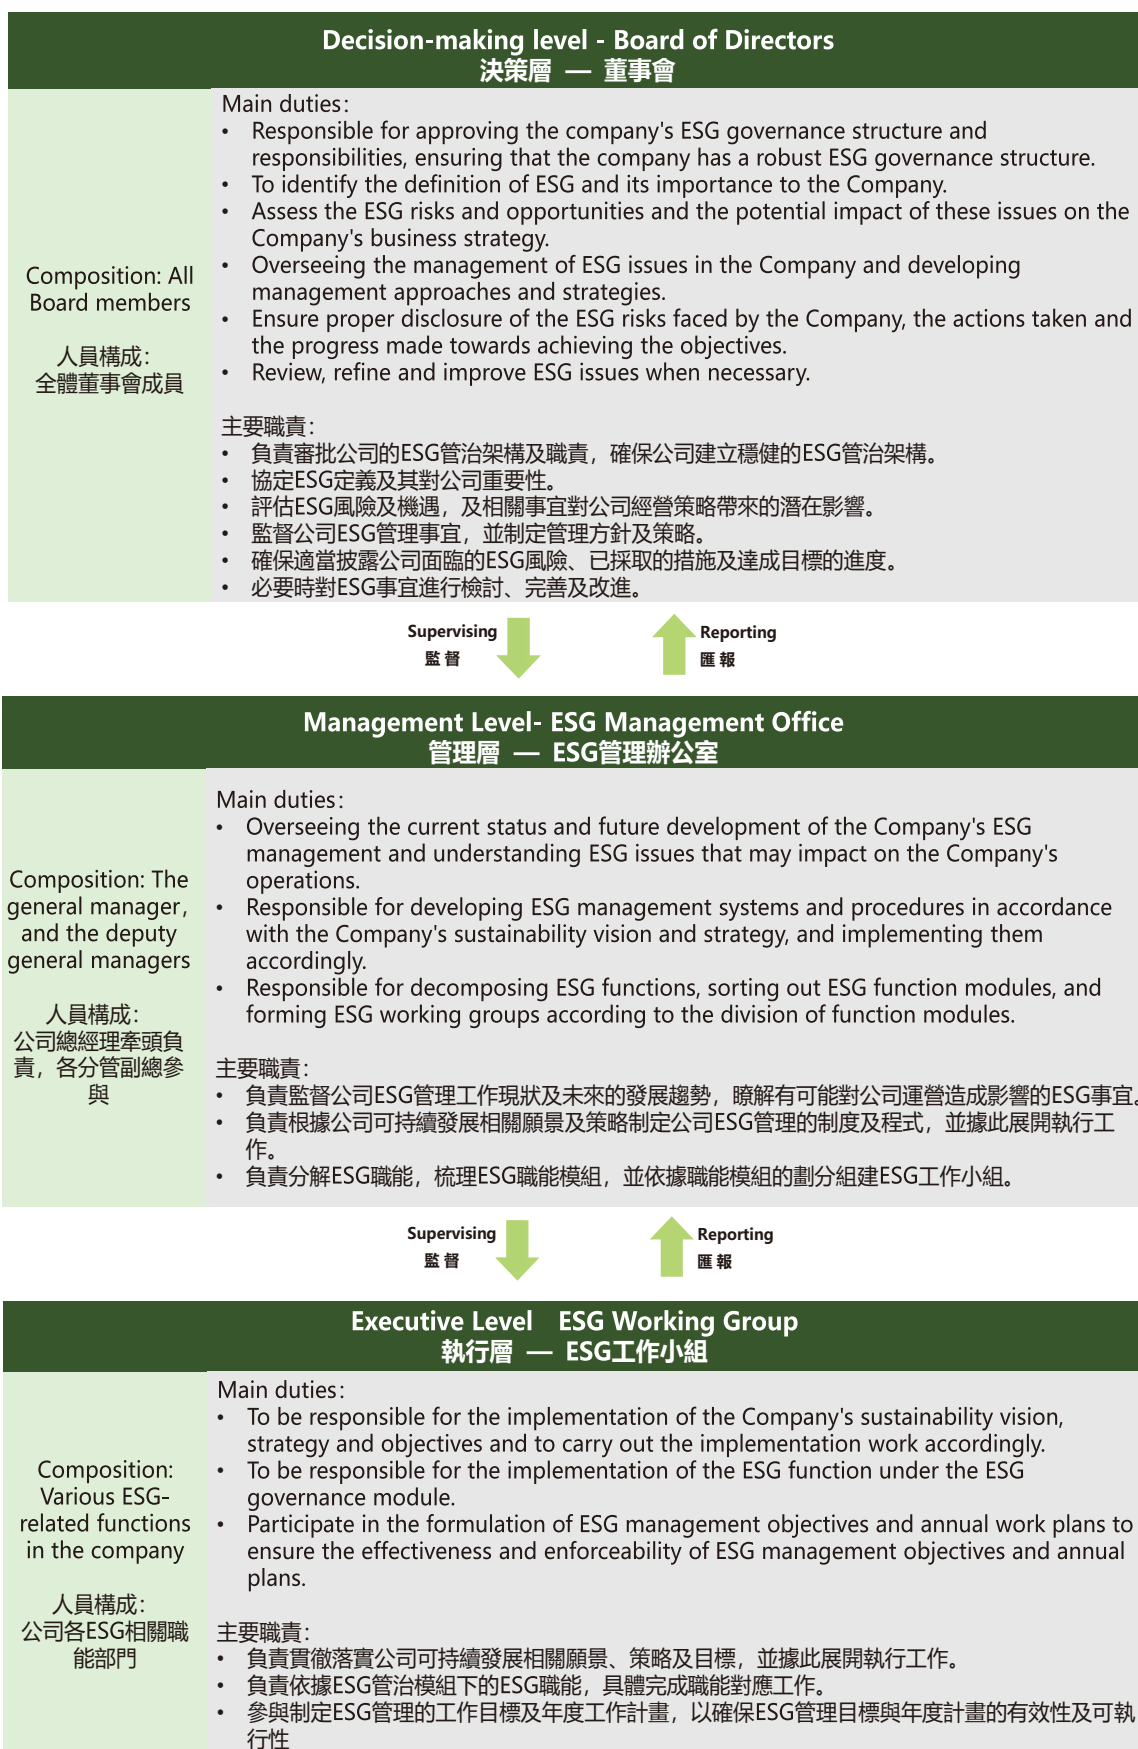 Decision-making level - Board of Directors
決策層 — 董事會
Composition: All
Board members
人員構成：
全體董事會成員
Main duties：
• Responsible for approving the company's ESG governance structure and
responsibilities, ensuring that the company has a robust ESG governance structure.
• To identify the definition of ESG and its importance to the Company.
• Assess the ESG risks and opportunities and the potential impact of these issues on the
Company's business strategy.
• Overseeing the management of ESG issues in the Company and developing
management approaches and strategies.
• Ensure proper disclosure of the ESG risks faced by the Company, the actions taken and
the progress made towards achieving the objectives.
• Review, refine and improve ESG issues when necessary.
主要職責：
• 負責審批公司的ESG管治架構及職責，確保公司建立穩健的ESG管治架構。
• 協定ESG定義及其對公司重要性。
• 評估ESG風險及機遇，及相關事宜對公司經營策略帶來的潛在影響。
• 監督公司ESG管理事宜，並制定管理方針及策略。
• 確保適當披露公司面臨的ESG風險、已採取的措施及達成目標的進度。
• 必要時對ESG事宜進行檢討、完善及改進。
Supervising
監督
Reporting
匯報
Management Level- ESG Management Office
管理層 — ESG管理辦公室
Composition: The
general manager,
and the deputy
general managers
人員構成：
公司總經理牽頭負
責，各分管副總參
與
Main duties：
• Overseeing the current status and future development of the Company's ESG
management and understanding ESG issues that may impact on the Company's
operations.
• Responsible for developing ESG management systems and procedures in accordance
with the Company's sustainability vision and strategy, and implementing them
accordingly.
• Responsible for decomposing ESG functions, sorting out ESG function modules, and
forming ESG working groups according to the division of function modules.
主要職責：
• 負責監督公司ESG管理工作現狀及未來的發展趨勢，瞭解有可能對公司運營造成影響的ESG事宜。
• 負責根據公司可持續發展相關願景及策略制定公司ESG管理的制度及程式，並據此展開執行工
作。
• 負責分解ESG職能，梳理ESG職能模組，並依據職能模組的劃分組建ESG工作小組。
Supervising
監督
Reporting
匯報
Executive Level ESG Working Group
執行層 — ESG工作小組
Composition:
Various ESG-
related functions
in the company
人員構成：
公司各ESG相關職
能部門
Main duties：
• To be responsible for the implementation of the Company's sustainability vision,
strategy and objectives and to carry out the implementation work accordingly.
• To be responsible for the implementation of the ESG function under the ESG
governance module.
• Participate in the formulation of ESG management objectives and annual work plans to
ensure the effectiveness and enforceability of ESG management objectives and annual
plans.
主要職責：
• 負責貫徹落實公司可持續發展相關願景、策略及目標，並據此展開執行工作。
• 負責依據ESG管治模組下的ESG職能，具體完成職能對應工作。
• 參與制定ESG管理的工作目標及年度工作計畫，以確保ESG管理目標與年度計畫的有效性及可執
行性